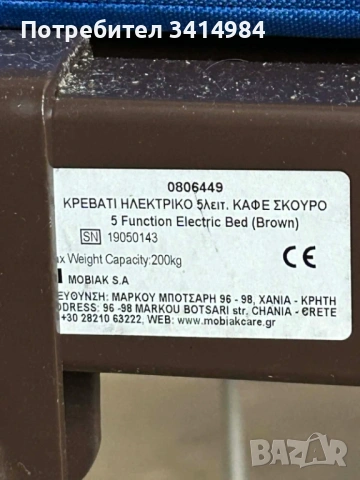 Потребител 3414984
0806449
ΚΡΕΒΑΤΙ ΗΛΕΚΤΡΙΚΟ 5λειτ. ΚΑΦΕ ΣΚΟΥΡΟ
5 Function Electric Bed (Brown)
SN 19050143
ax Weight Capacity:200kg
CE
MOBIAK S.A
ΕΥΘΥΝΣΗ: ΜΑΡΚΟΥ ΜΠΟΤΣΑΡΗ 96 - 98, ΧΑΝΙΑ - ΚΡΗΤΗ
DDRESS: 96 -98 MARKOU BOTSARI str. CHANIA - CRETE
+30 28210 63222, WEB: www.mobiakcare.gr
BAZAR